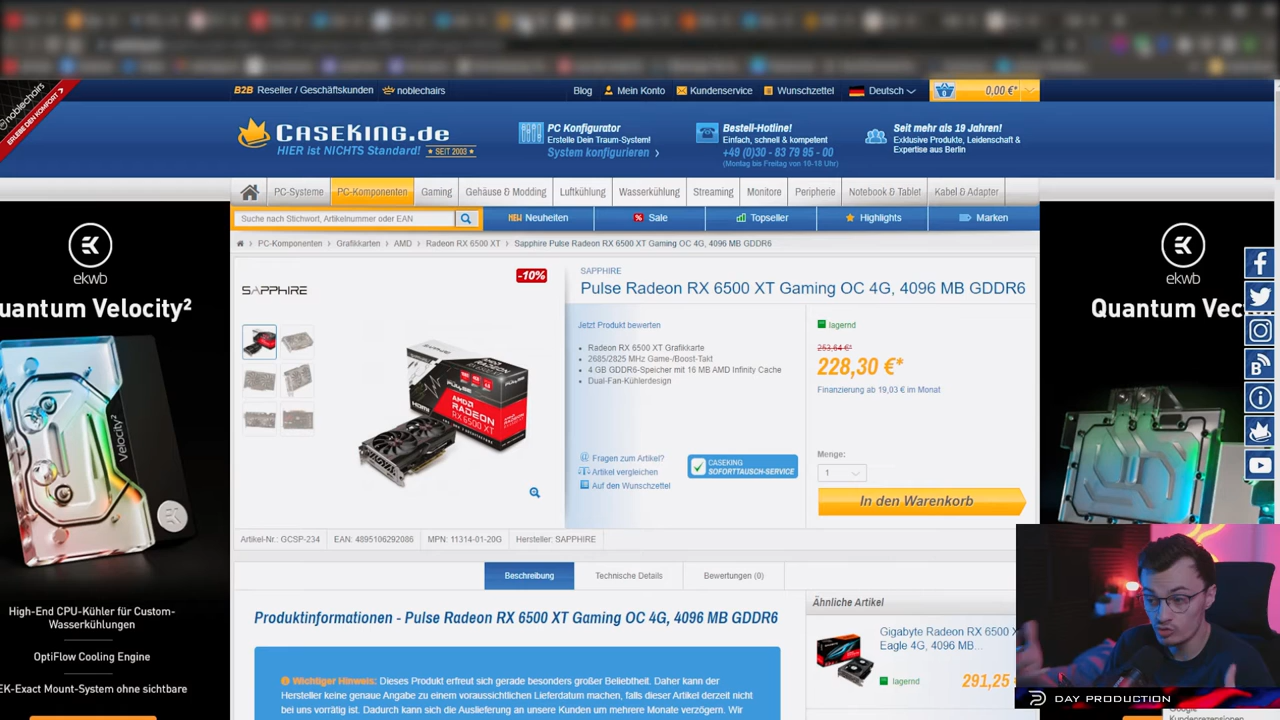 noblechairs
ERLEBE DEN KOMFORT
B2B Reseller / Geschäftskunden
noblechairs
Blog
Mein Konto
Kundenservice
Wunschzettel
Deutsch
0
0,00 €*
CASEKING.de
HIER ist NICHTS Standard!
SEIT 2003
PC Konfigurator
Erstelle Dein Traum-System!
System konfigurieren
Bestell-Hotline!
Einfach, schnell & kompetent
+49 (0)30 - 83 79 95 - 00
(Montag bis Freitag von 10-18 Uhr)
Seit mehr als 19 Jahren!
Exklusive Produkte, Leidenschaft &
Expertise aus Berlin
PC-Systeme
PC-Komponenten
Gaming
Gehäuse & Modding
Luftkühlung
Wasserkühlung
Streaming
Monitore
Peripherie
Notebook & Tablet
Kabel & Adapter
Suche nach Stichwort, Artikelnummer oder EAN
Neuheiten
Sale
Topseller
Highlights
Marken
PC-Komponenten > Grafikkarten > AMD > Radeon RX 6500 XT > Sapphire Pulse Radeon RX 6500 XT Gaming OC 4G, 4096 MB GDDR6
ekwb
Quantum Velocity²
High-End CPU-Kühler für Custom-
Wasserkühlungen
OptiFlow Cooling Engine
EK-Exact Mount-System ohne sichtbare
SAPPHIRE
-10%
SAPPHIRE
Pulse Radeon RX 6500 XT Gaming OC 4G, 4096 MB GDDR6
Jetzt Produkt bewerten
• Radeon RX 6500 XT Grafikkarte
• 2685/2825 MHz Game-/Boost-Takt
• 4 GB GDDR6-Speicher mit 16 MB AMD Infinity Cache
• Dual-Fan-Kühlerdesign
Fragen zum Artikel?
Artikel vergleichen
Auf den Wunschzettel
CASEKING
SOFORTTAUSCH-SERVICE
lagernd
253,64 €*
228,30 €*
Finanzierung ab 19,03 € im Monat
Menge:
1
In den Warenkorb
Artikel-Nr.: GCSP-234
EAN: 4895106292086
MPN: 11314-01-20G
Hersteller: SAPPHIRE
Beschreibung
Technische Details
Bewertungen (0)
Produktinformationen - Pulse Radeon RX 6500 XT Gaming OC 4G, 4096 MB GDDR6
Wichtiger Hinweis: Dieses Produkt erfreut sich gerade besonders großer Beliebtheit. Daher kann der
Hersteller keine genaue Angabe zu einem voraussichtlichen Lieferdatum machen, falls dieser Artikel derzeit nicht
bei uns vorrätig ist. Dadurch kann sich die Auslieferung an unsere Kunden um mehrere Monate verzögern. Wir
Ähnliche Artikel
Gigabyte Radeon RX 6500 X
Eagle 4G, 4096 MB...
lagernd
291,25 €
ekwb
Quantum Vec
DAY PRODUCTION
Kundenrezensionen